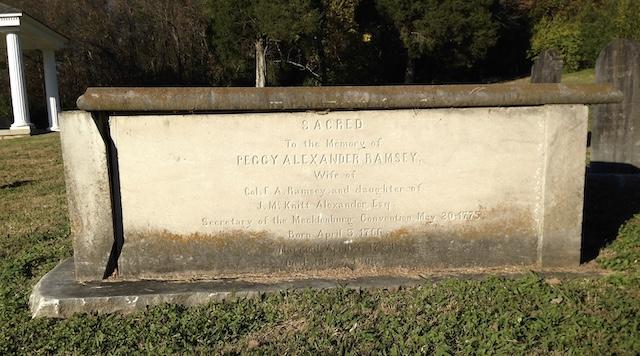 SACRED
To the Memory of
PEGGY ALEXANDER RAMSEY,
Wife of
Col. F. A. Ramsey and daughter of
J. McKnitt Alexander Esq.
Secretary of the Mecklenburg Convention May 20. 1775
Born April 3, 1766